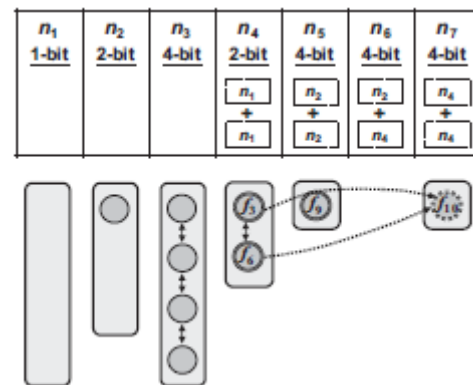 n1 n2 n3 n4 n5 n6 n7
1-bit 2-bit 4-bit 2-bit 4-bit 4-bit 4-bit
n1 n2 n2 n4
+ + + +
n1 n2 n4 n4
f3 f9 f10
f6